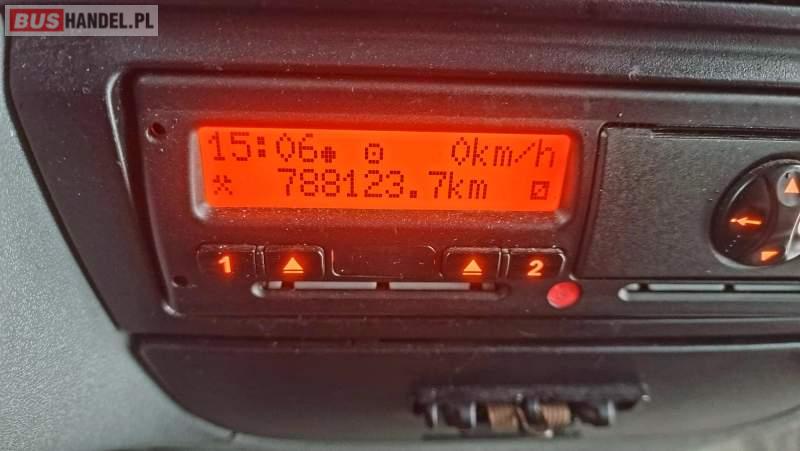 BUSHANDEL.PL
15:06 0km/h
788123.7km
1 2